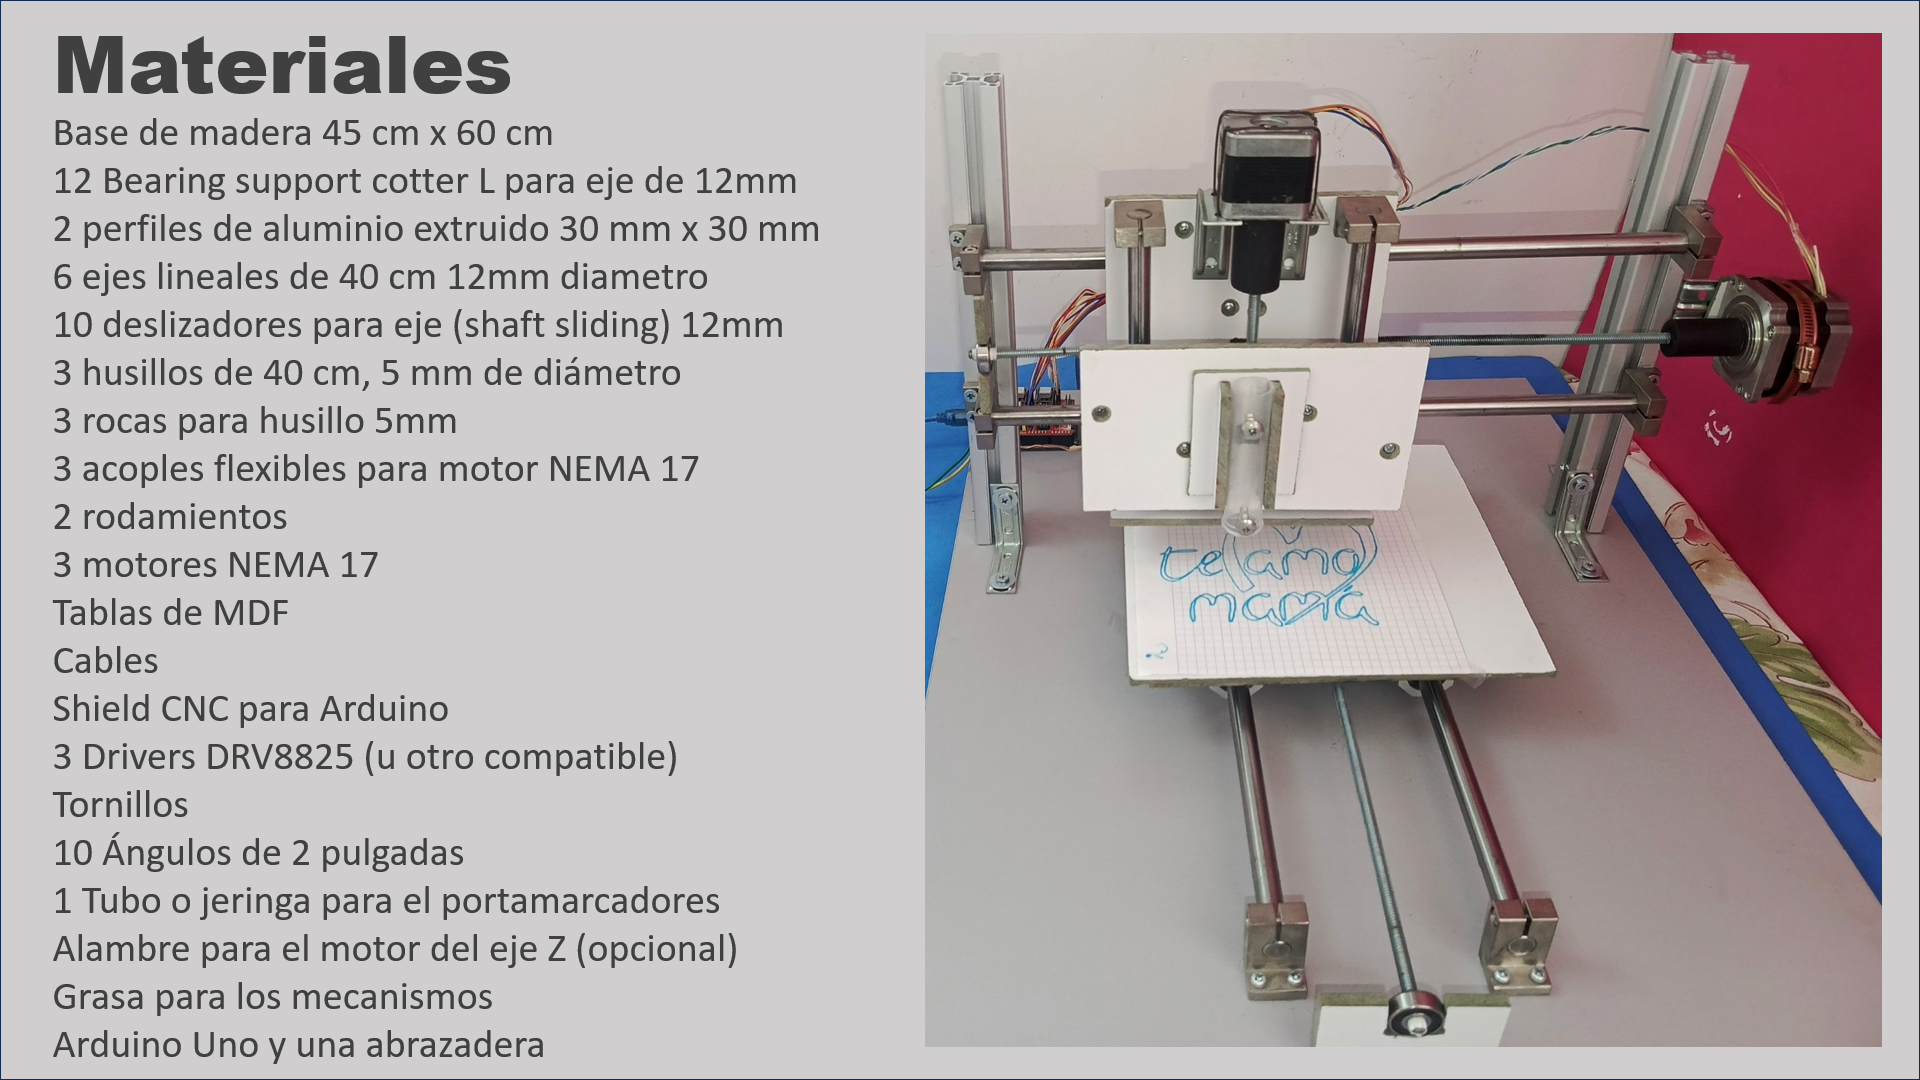 Materiales
Base de madera 45 cm x 60 cm
12 Bearing support cotter L para eje de 12mm
2 perfiles de aluminio extruido 30 mm x 30 mm
6 ejes lineales de 40 cm 12mm diametro
10 deslizadores para eje (shaft sliding) 12mm
3 husillos de 40 cm, 5 mm de diámetro
3 rocas para husillo 5mm
3 acoples flexibles para motor NEMA 17
2 rodamientos
3 motores NEMA 17
Tablas de MDF
Cables
Shield CNC para Arduino
3 Drivers DRV8825 (u otro compatible)
Tornillos
10 Ángulos de 2 pulgadas
1 Tubo o jeringa para el portamarcadores
Alambre para el motor del eje Z (opcional)
Grasa para los mecanismos
Arduino Uno y una abrazadera
te amo
mamá